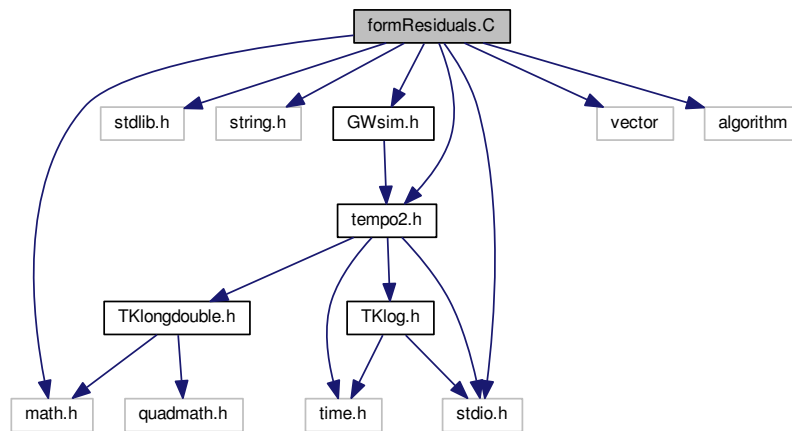 formResiduals.C
stdlib.h
string.h
GWsim.h
vector
algorithm
tempo2.h
TKlongdouble.h
TKlog.h
math.h
quadmath.h
time.h
stdio.h